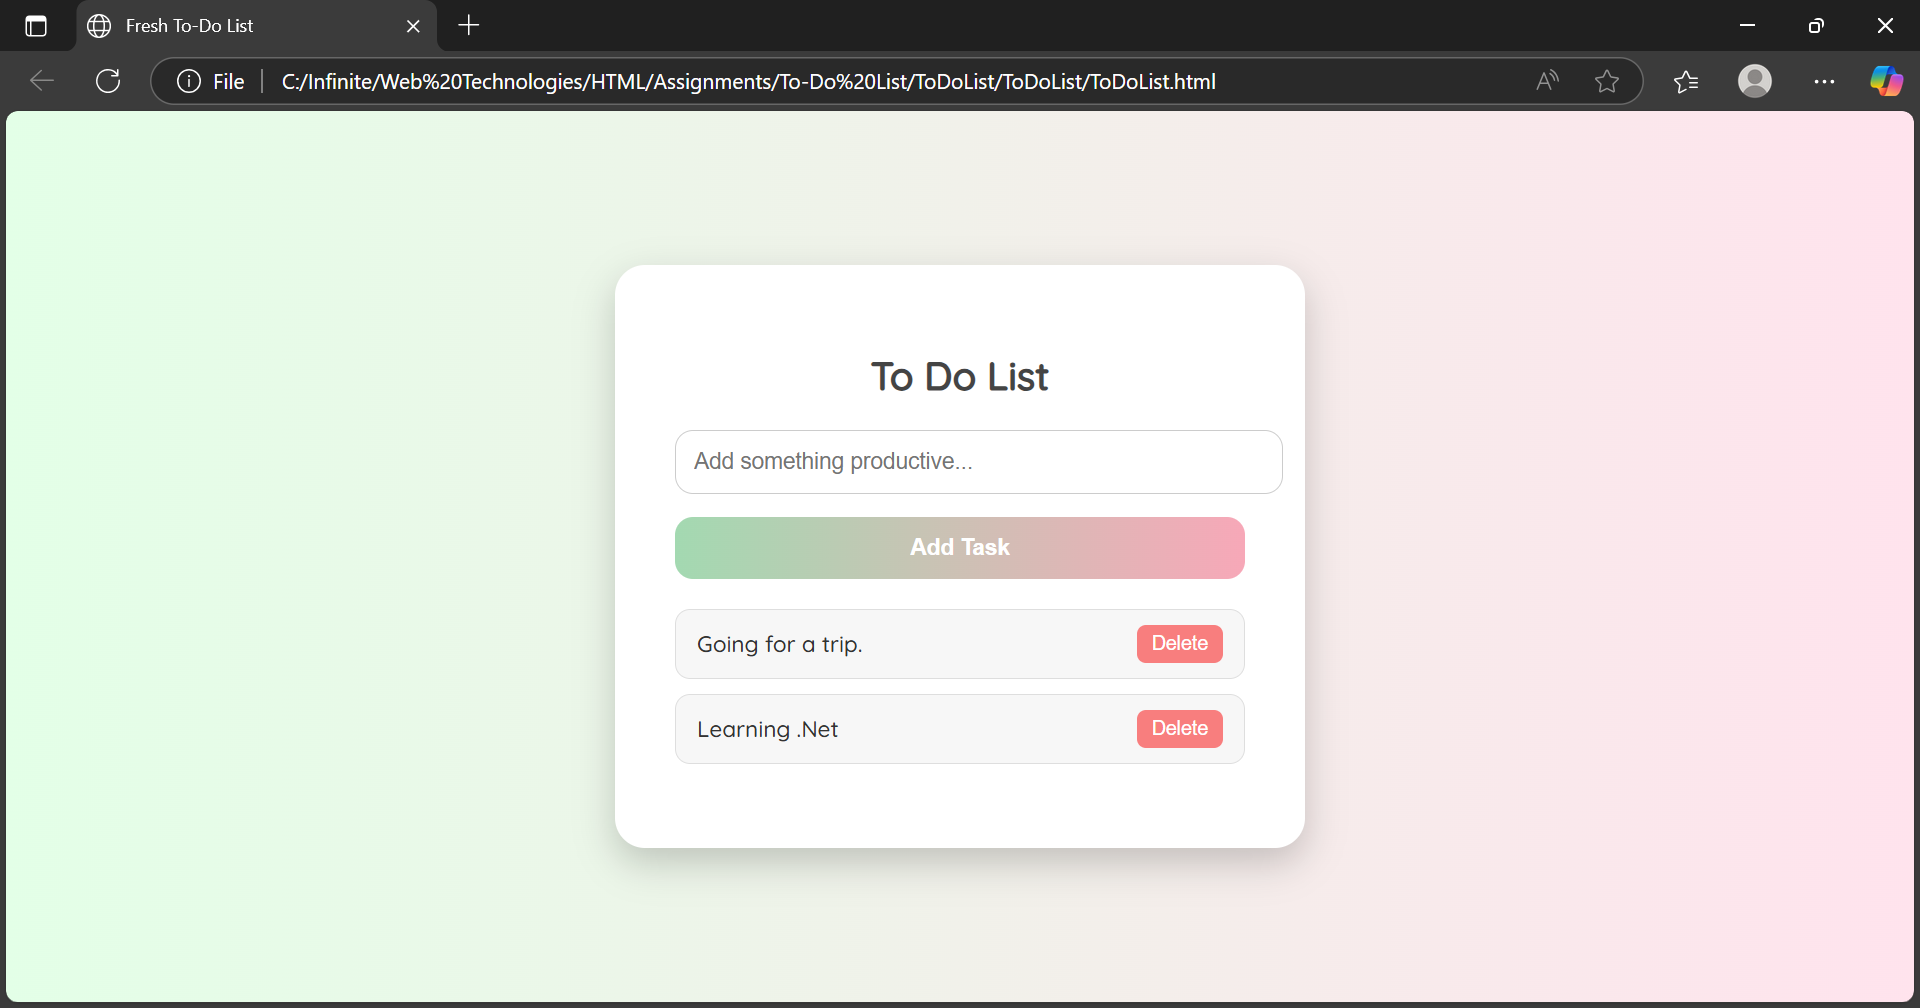 Fresh To-Do List
File C:/Infinite/Web%20Technologies/HTML/Assignments/To-Do%20List/ToDoList/ToDoList/ToDoList.html
To Do List
Add something productive...
Add Task
Going for a trip. Delete
Learning .Net Delete